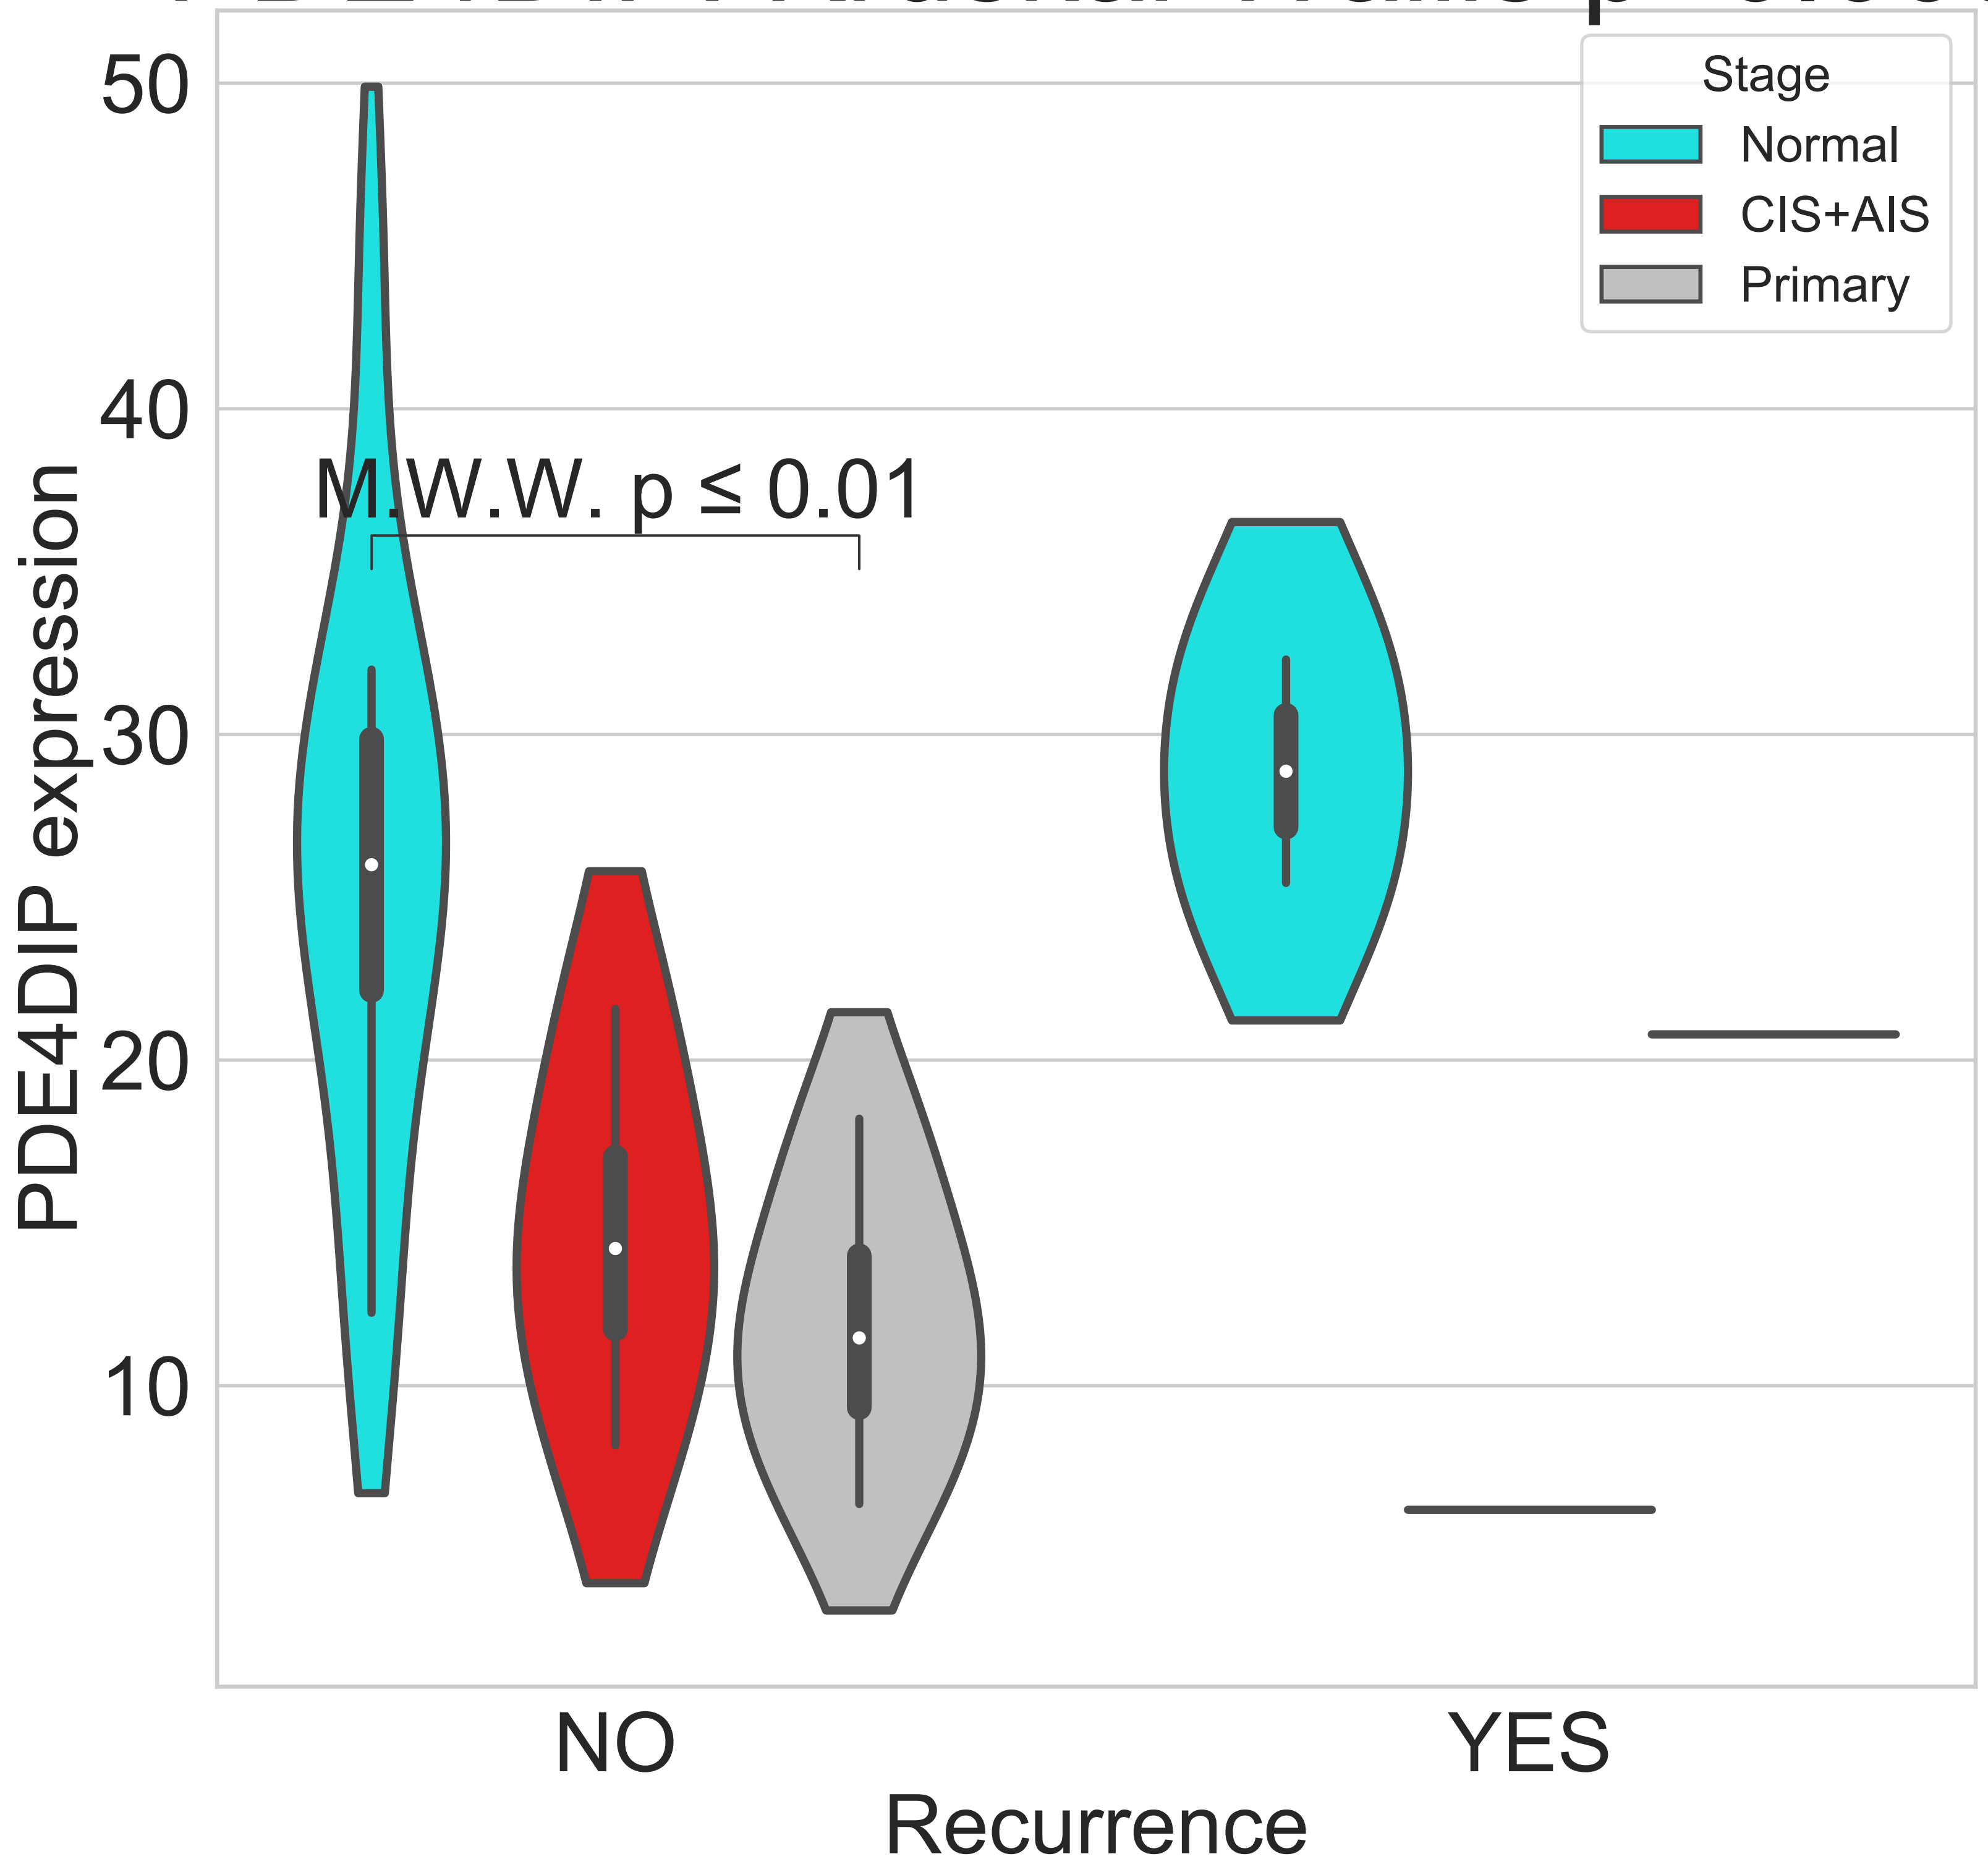 50
40
30
20
10
PDE4DIP expression
M.W.W. p ≤ 0.01
Stage
Normal
CIS+AIS
Primary
NO
YES
Recurrence